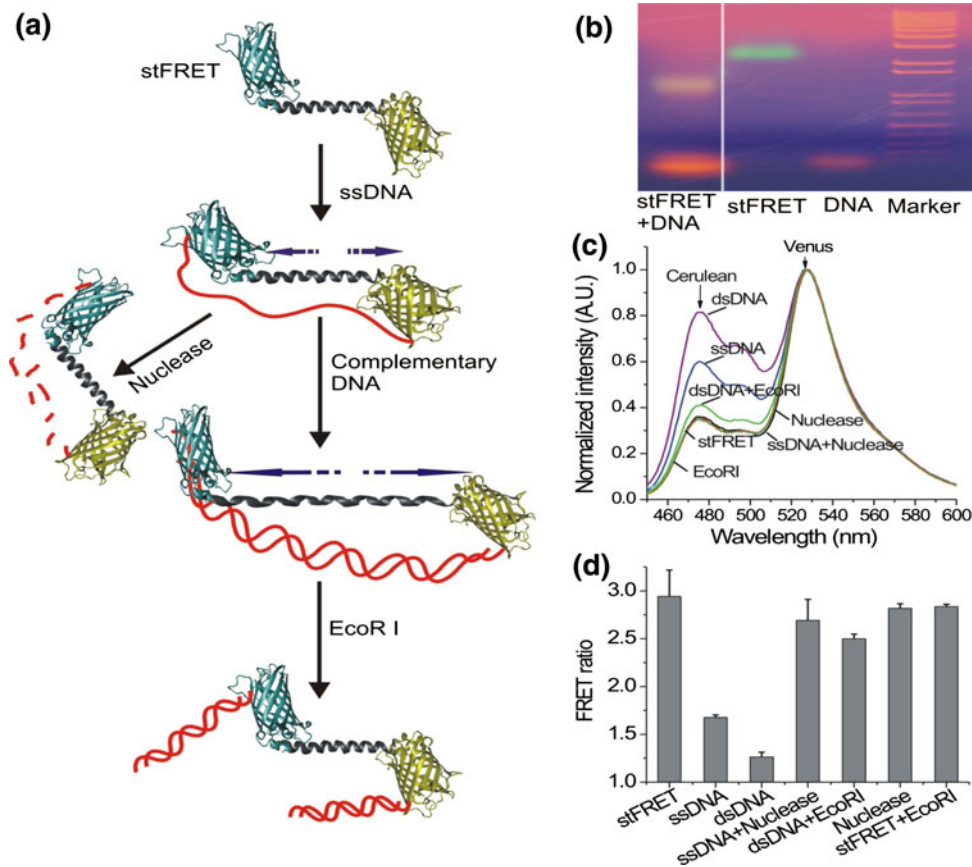 (a)
stFRET
ssDNA
Nuclease
Complementary
DNA
EcoR I
(b)
stFRET
+DNA
stFRET
DNA
Marker
(c)
Normalized intensity (A.U.)
1.0
0.8
0.6
0.4
0.2
0.0
Venus
Cerulean
dsDNA
ssDNA
dsDNA+EcoRI
Nuclease
stFRET
ssDNA+Nuclease
EcoRI
460 480 500 520 540 560 580 600
Wavelength (nm)
(d)
FRET ratio
3.0
2.5
2.0
1.5
1.0
stFRET
ssDNA
dsDNA
ssDNA+Nuclease
dsDNA+EcoRI
Nuclease
stFRET+EcoRI